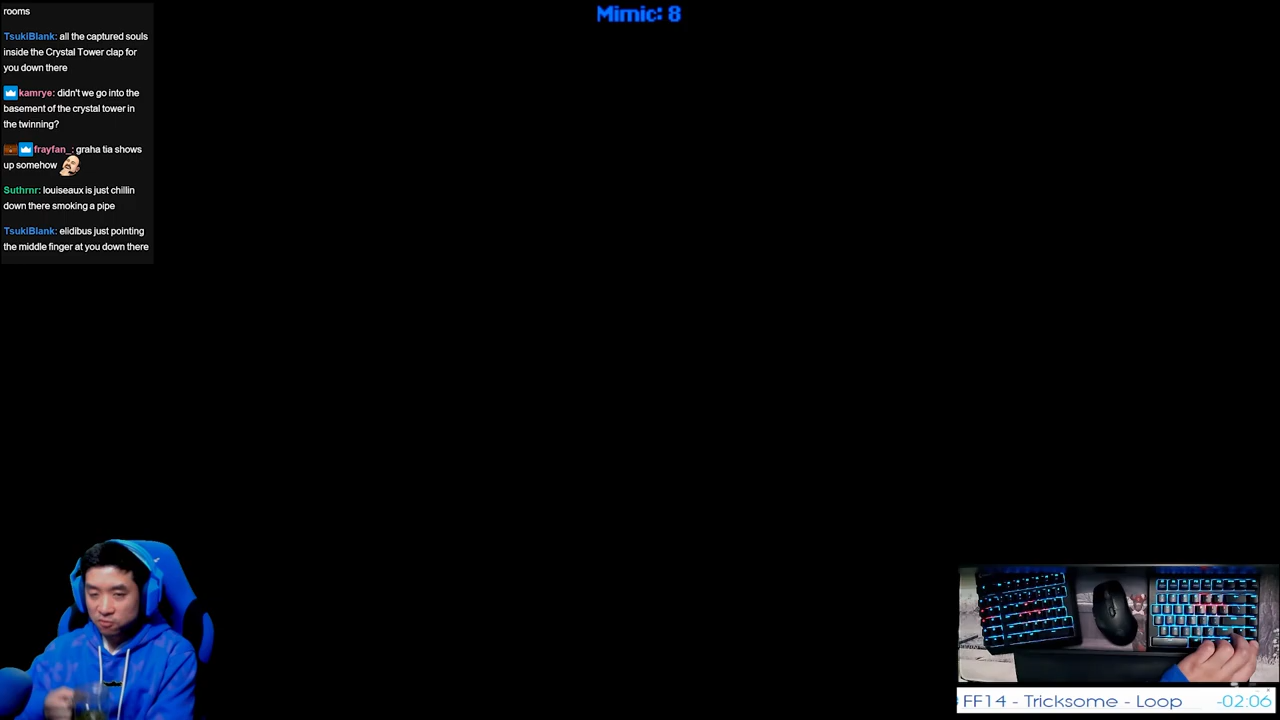 rooms
Mimic: 8
TsukiBlank: all the captured souls
inside the Crystal Tower clap for
you down there
kamrye: didn't we go into the
basement of the crystal tower in
the twinning?
frayfan_: graha tia shows
up somehow
Suthrnr: louiseaux is just chillin
down there smoking a pipe
TsukiBlank: elidibus just pointing
the middle finger at you down there
FF14 - Tricksome - Loop -02:06